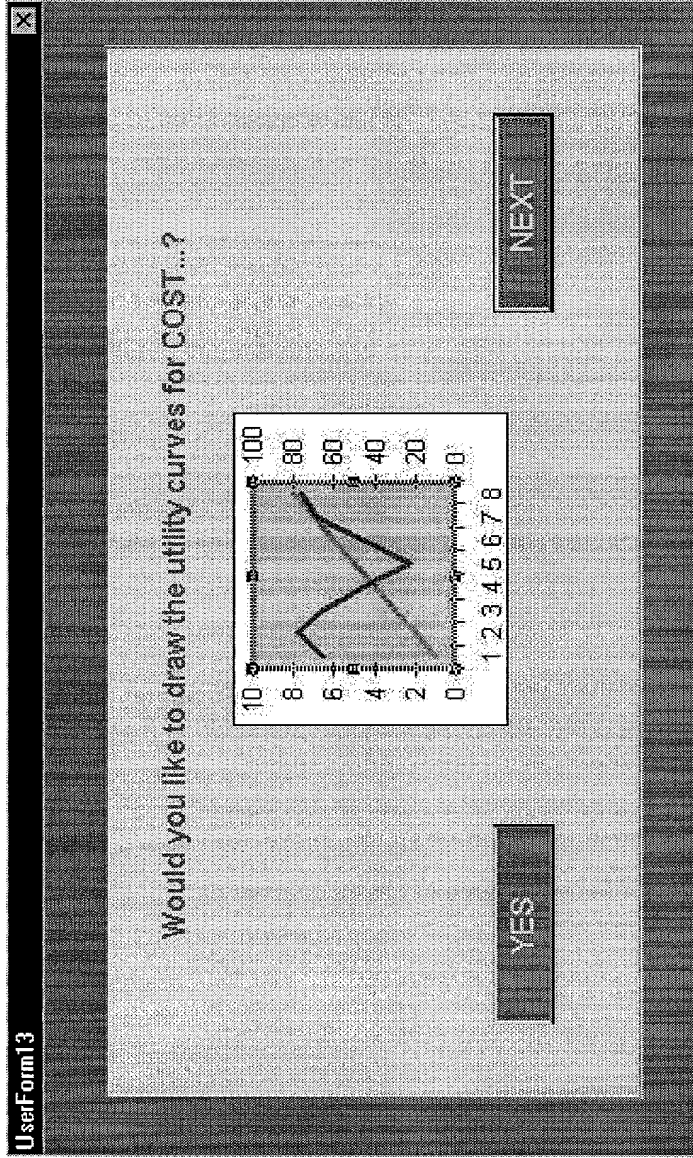 UserForm13
Would you like to draw the utility curves for COST...?
10 100
8 80
6 60
4 40
2 20
0 0
1 2 3 4 5 6 7 8
YES NEXT